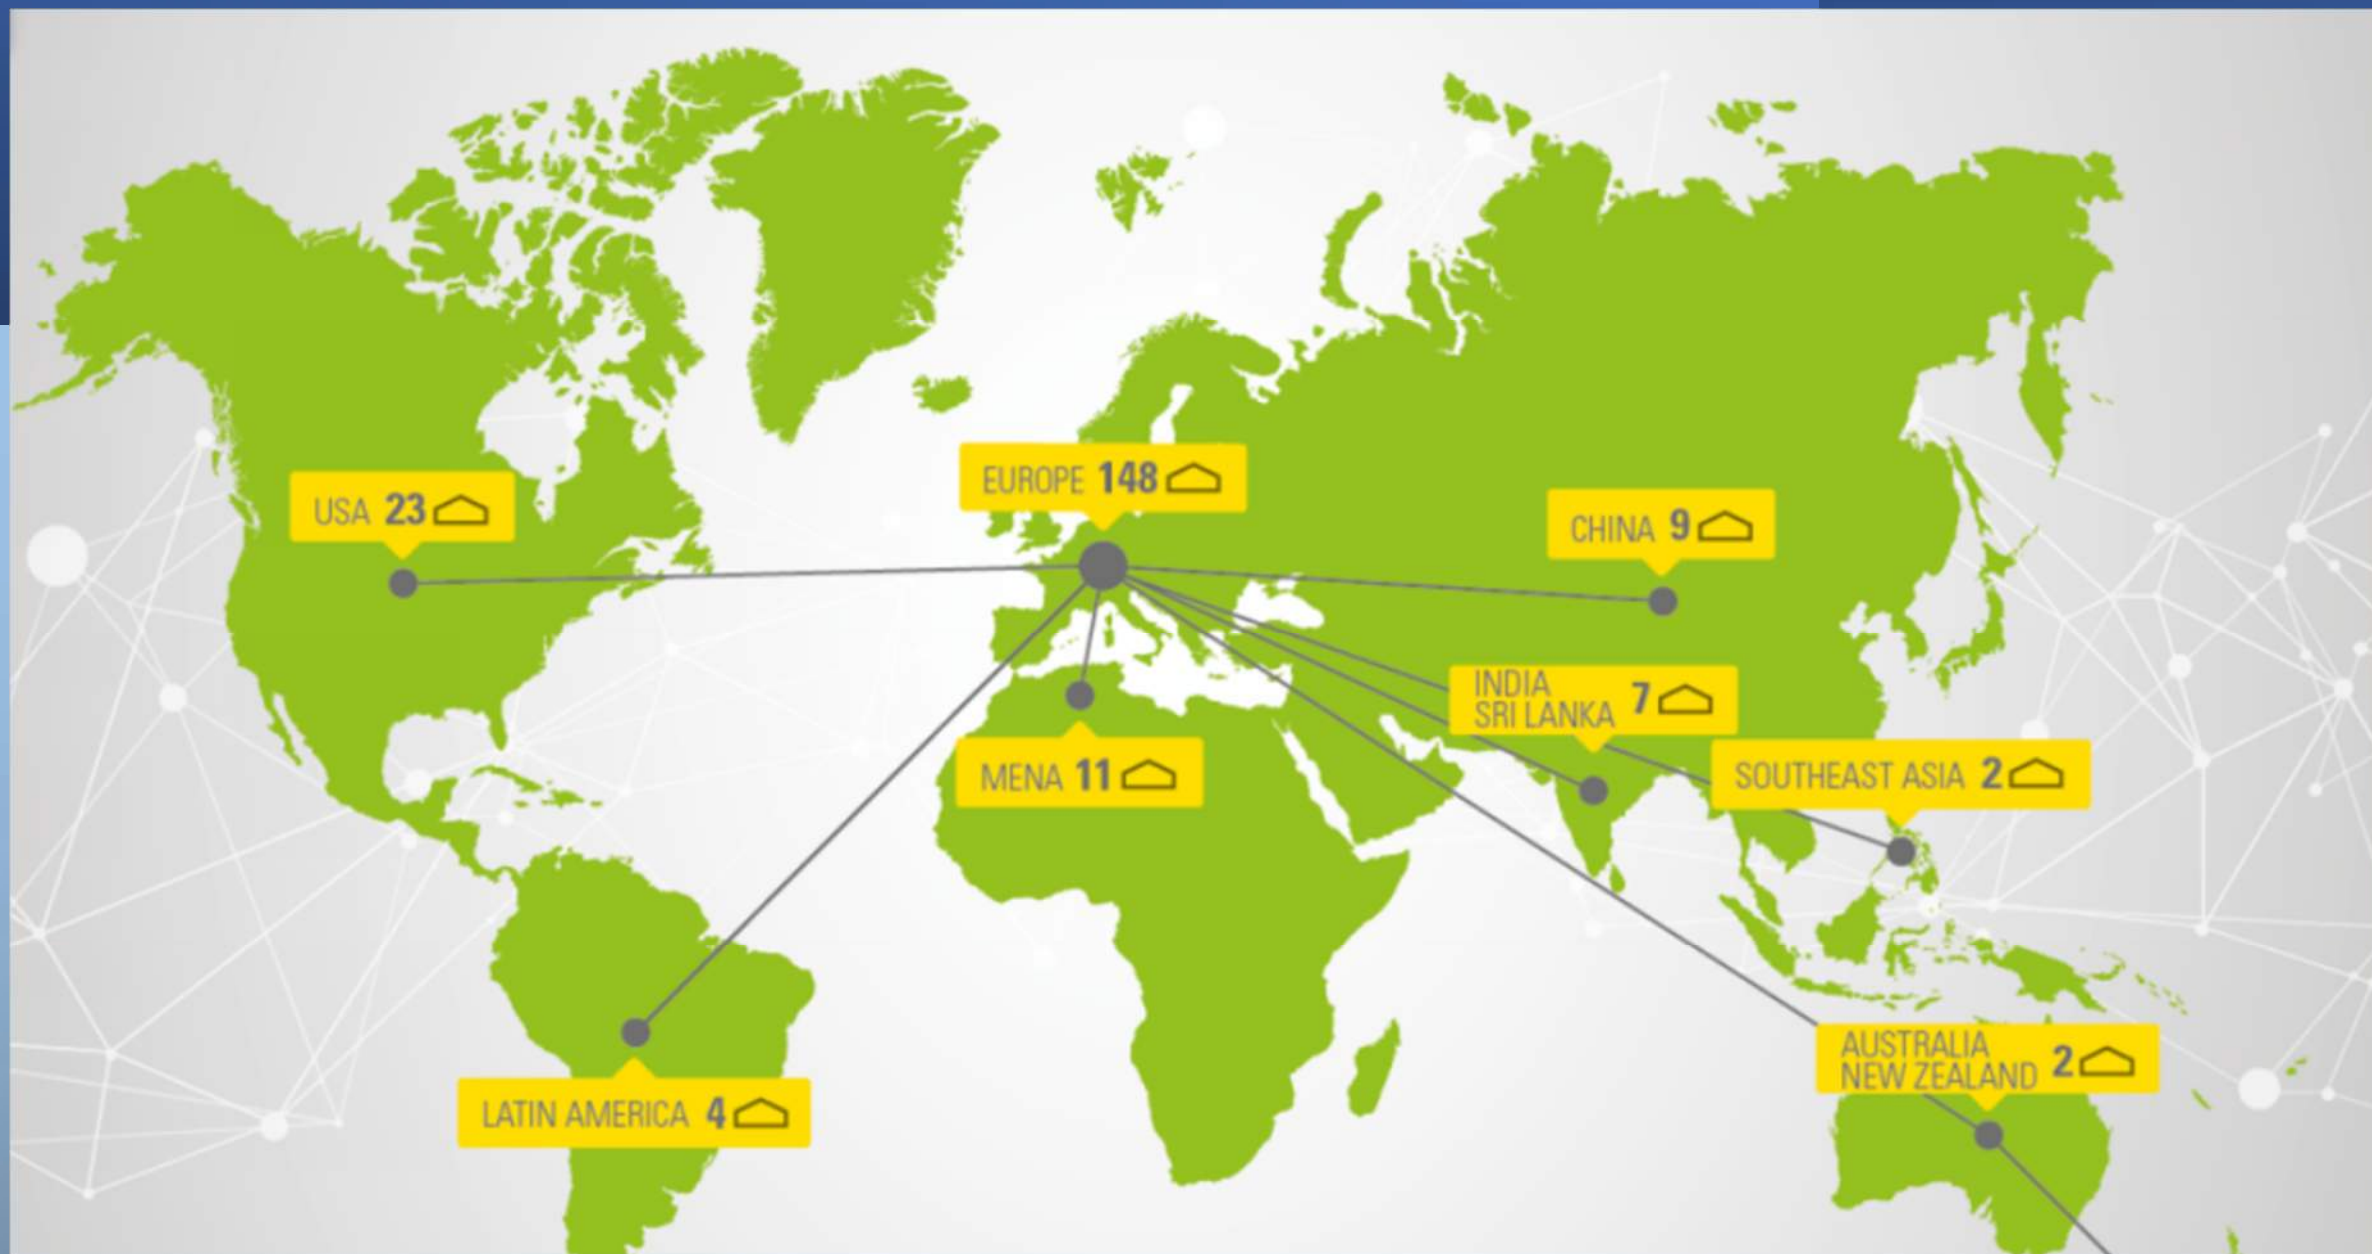 EUROPE 148
USA 23
CHINA 9
INDIA
SRI LANKA 7
MENA 11
SOUTHEAST ASIA 2
AUSTRALIA
NEW ZEALAND 2
LATIN AMERICA 4